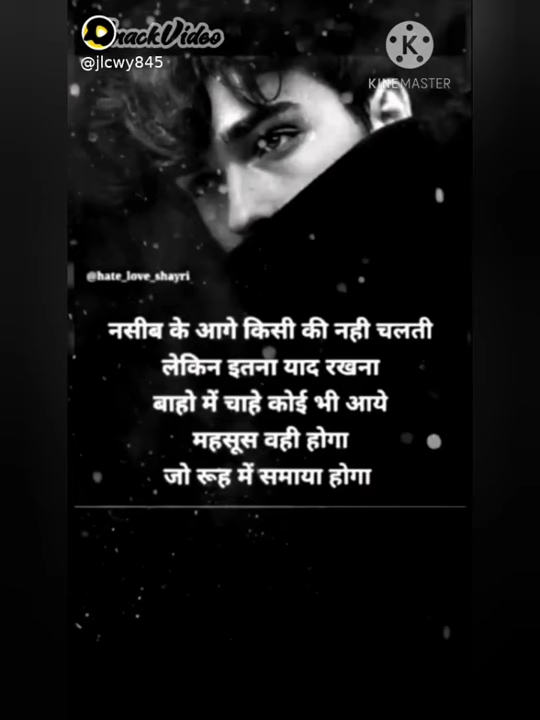 SnackVideo
@jlcwy845
K
KINEMASTER
@hate_love_shayri
नसीब के आगे किसी की नही चलती
लेकिन इतना याद रखना
बाहो में चाहे कोई भी आये
महसूस वही होगा
जो रूह में समाया होगा